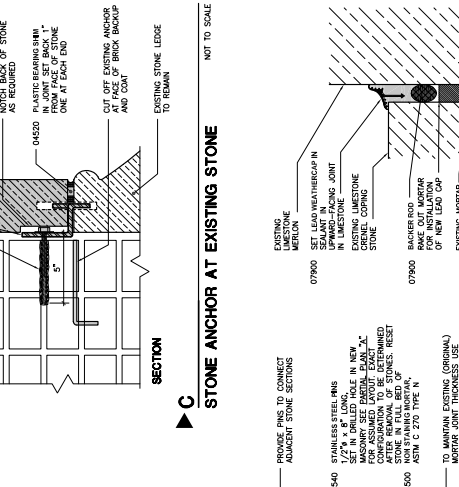 NOTCH BACK OF STONE
AS REQUIRED
04520 PLASTIC BEARING SHIM
IN JOINT SET BACK 1"
FROM FACE OF STONE
ONE AT EACH END
CUT OFF EXISTING ANCHOR
AT FACE OF BRICK BACKUP
AND COAT
EXISTING STONE LEDGE
TO REMAIN
5"
SECTION
C
STONE ANCHOR AT EXISTING STONE
NOT TO SCALE
EXISTING
LIMESTONE
MERLON
07900 SET LEAD WEATHERCAP IN
SEALANT IN
UPWARD-FACING JOINT
IN LIMESTONE
EXISTING LIMESTONE
CRENEL COPING
STONE
07900 BACKER ROD
RAKE OUT MORTAR
FOR INSTALLATION
OF NEW LEAD CAP
EXISTING MORTAR
PROVIDE PINS TO CONNECT
ADJACENT STONE SECTIONS
540 STAINLESS STEEL PINS
1/2"ø x 8" LONG,
SET IN DRILLED HOLE IN NEW
MASONRY SEE PARTIAL PLAN "A"
FOR ASSUMED LAYOUT, EXACT
CONFIGURATION TO BE DETERMINED
AFTER REMOVAL OF STONES. RESET
STONE IN FULL BED OF
500 NON STAINING MORTAR,
ASTM C 270 TYPE N
TO MAINTAIN EXISTING (ORIGINAL)
MORTAR JOINT THICKNESS USE